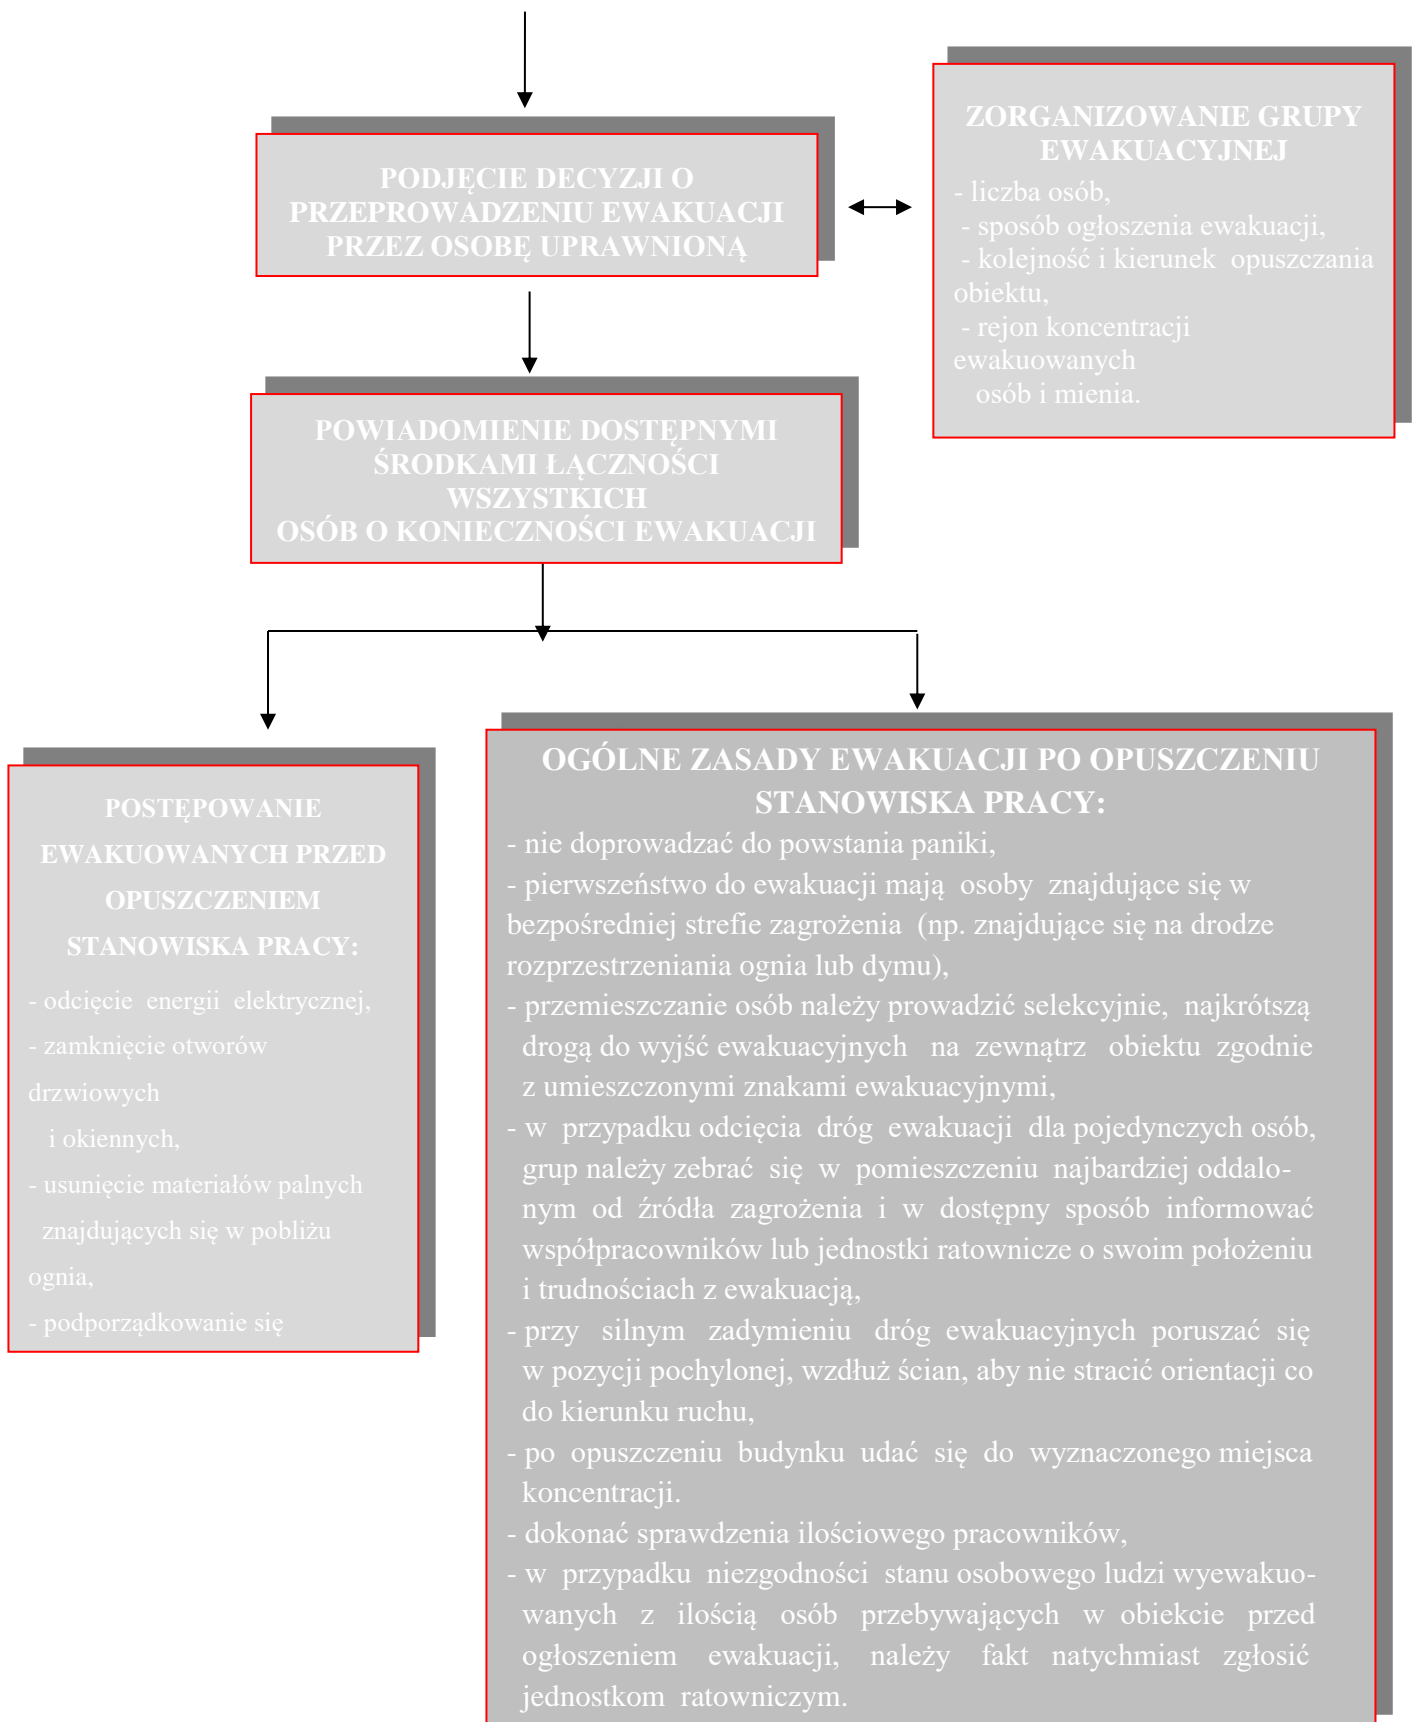 PODJĘCIE DECYZJI O
PRZEPROWADZENIU EWAKUACJI
PRZEZ OSOBĘ UPRAWNIONĄ
ZORGANIZOWANIE GRUPY
EWAKUACYJNEJ
- liczba osób,
- sposób ogłoszenia ewakuacji,
- kolejność i kierunek opuszczania
obiektu,
- rejon koncentracji
ewakuowanych
osób i mienia.
POWIADOMIENIE DOSTĘPNYMI
ŚRODKAMI ŁĄCZNOŚCI
WSZYSTKICH
OSÓB O KONIECZNOŚCI EWAKUACJI
POSTĘPOWANIE
EWAKUOWANYCH PRZED
OPUSZCZENIEM
STANOWISKA PRACY:
- odcięcie energii elektrycznej,
- zamknięcie otworów
drzwiowych
i okiennych,
- usunięcie materiałów palnych
znajdujących się w pobliżu
ognia,
- podporządkowanie się
OGÓLNE ZASADY EWAKUACJI PO OPUSZCZENIU
STANOWISKA PRACY:
- nie doprowadzać do powstania paniki,
- pierwszeństwo do ewakuacji mają osoby znajdujące się w
bezpośredniej strefie zagrożenia (np. znajdujące się na drodze
rozprzestrzeniania ognia lub dymu),
- przemieszczanie osób należy prowadzić selekcyjnie, najkrótszą
drogą do wyjść ewakuacyjnych na zewnątrz obiektu zgodnie
z umieszczonymi znakami ewakuacyjnymi,
- w przypadku odcięcia dróg ewakuacji dla pojedynczych osób,
grup należy zebrać się w pomieszczeniu najbardziej oddalo-
nym od źródła zagrożenia i w dostępny sposób informować
współpracowników lub jednostki ratownicze o swoim położeniu
i trudnościach z ewakuacją,
- przy silnym zadymieniu dróg ewakuacyjnych poruszać się
w pozycji pochylonej, wzdłuż ścian, aby nie stracić orientacji co
do kierunku ruchu,
- po opuszczeniu budynku udać się do wyznaczonego miejsca
koncentracji.
- dokonać sprawdzenia ilościowego pracowników,
- w przypadku niezgodności stanu osobowego ludzi wyewakuo-
wanych z ilością osób przebywających w obiekcie przed
ogłoszeniem ewakuacji, należy fakt natychmiast zgłosić
jednostkom ratowniczym.